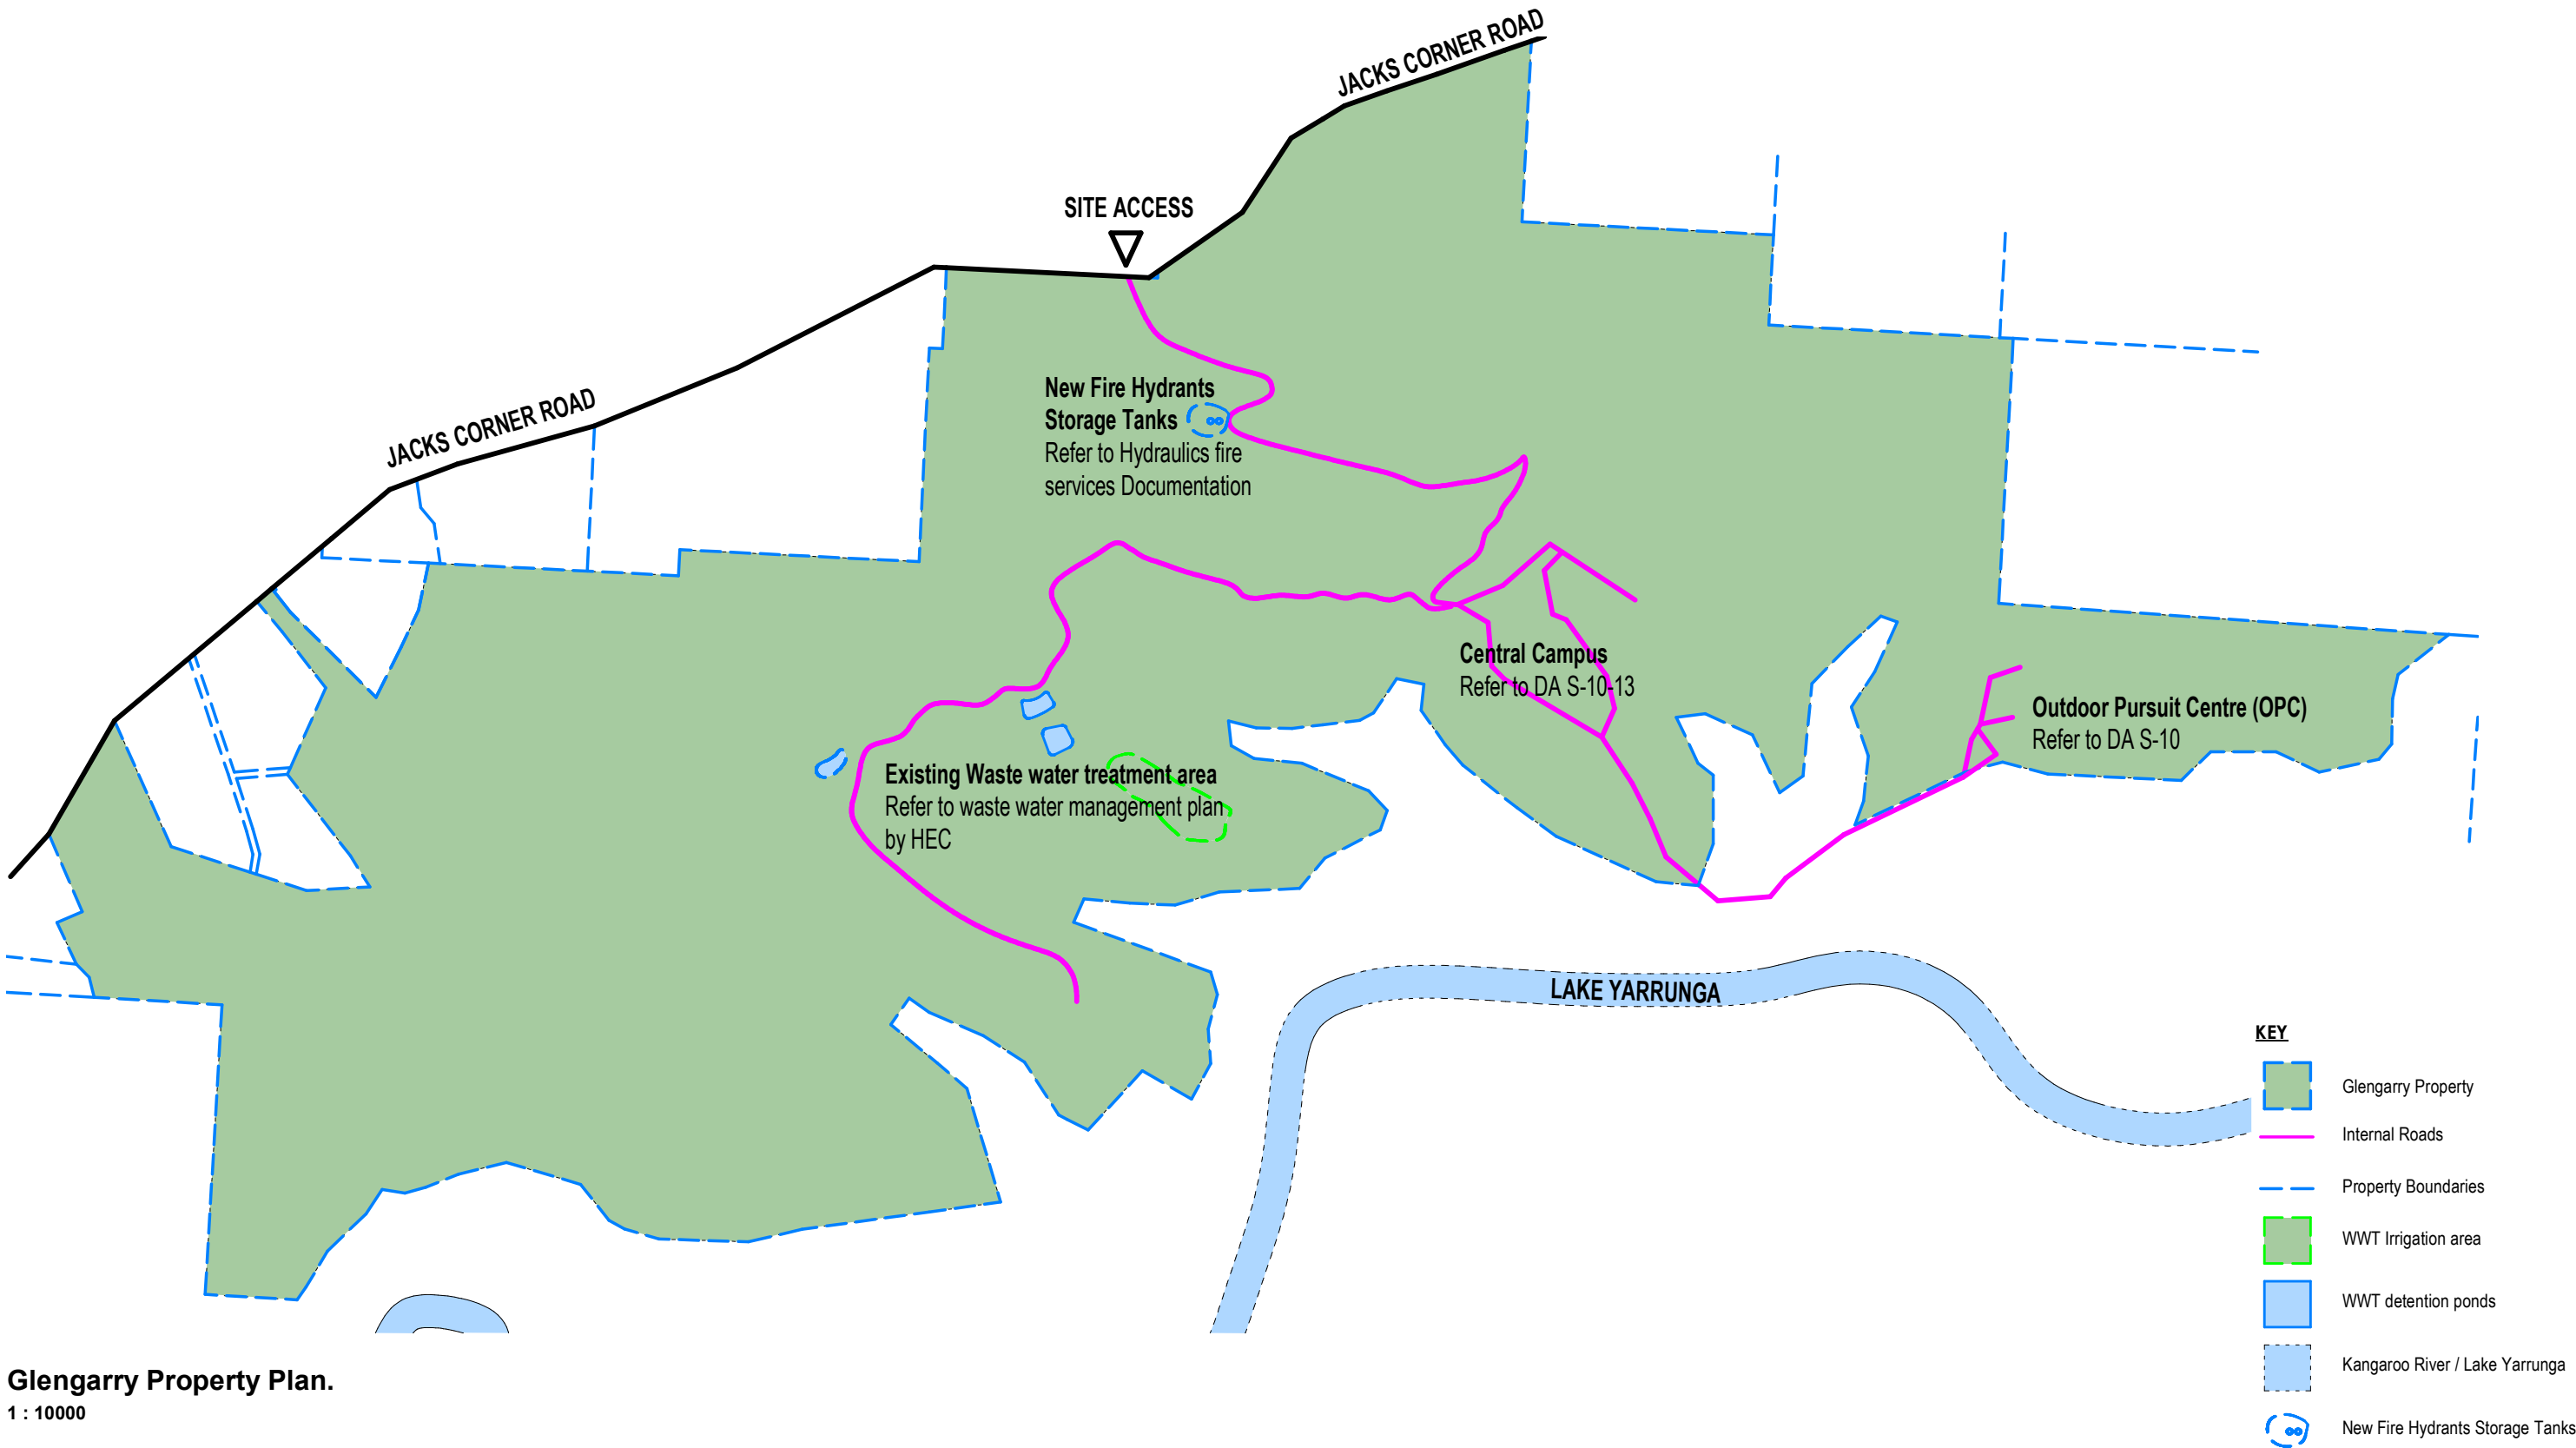 JACKS CORNER ROAD
SITE ACCESS
New Fire Hydrants
Storage Tanks
Refer to Hydraulics fire
services Documentation
JACKS CORNER ROAD
Central Campus
Refer to DA S-10-13
Outdoor Pursuit Centre (OPC)
Refer to DA S-10
Existing Waste water treatment area
Refer to waste water management plan
by HEC
LAKE YARRUNGA
KEY
Glengarry Property
Internal Roads
Property Boundaries
WWT Irrigation area
WWT detention ponds
Kangaroo River / Lake Yarrunga
New Fire Hydrants Storage Tanks
Glengarry Property Plan.
1 : 10000